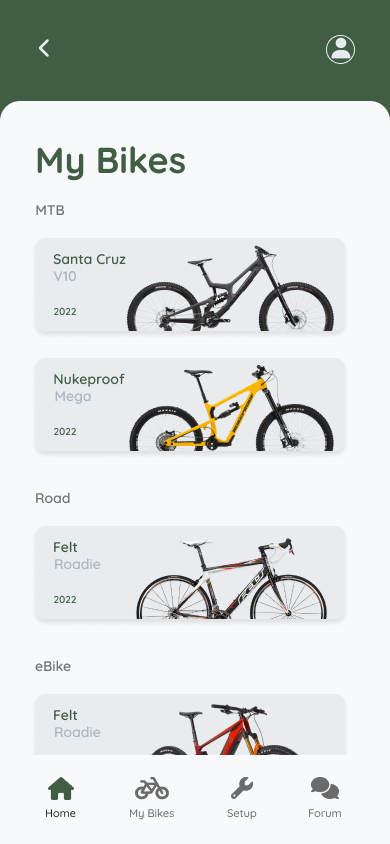 My Bikes
MTB
Santa Cruz
V10
2022
Nukeproof
Mega
2022
Road
Felt
Roadie
2022
eBike
Felt
Roadie
Home
My Bikes
Setup
Forum